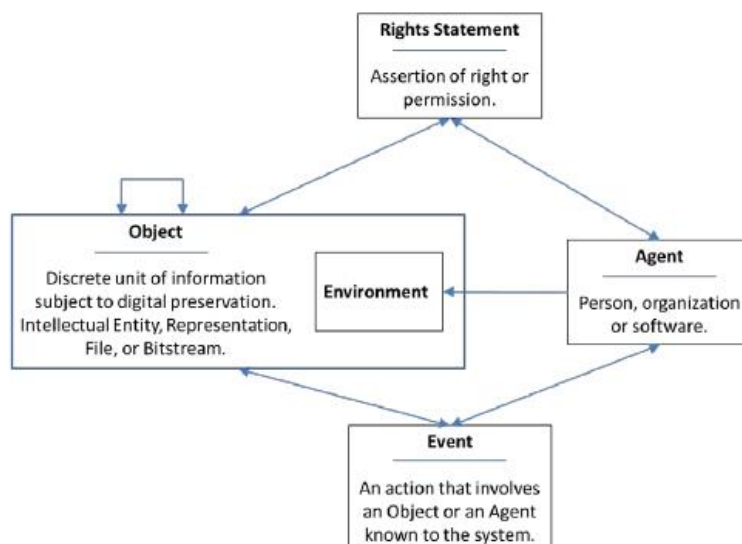 Rights Statement
Assertion of right or
permission.
Object
Discrete unit of information
subject to digital preservation.
Intellectual Entity, Representation,
File, or Bitstream.
Environment
Agent
Person, organization
or software.
Event
An action that involves
an Object or an Agent
known to the system.